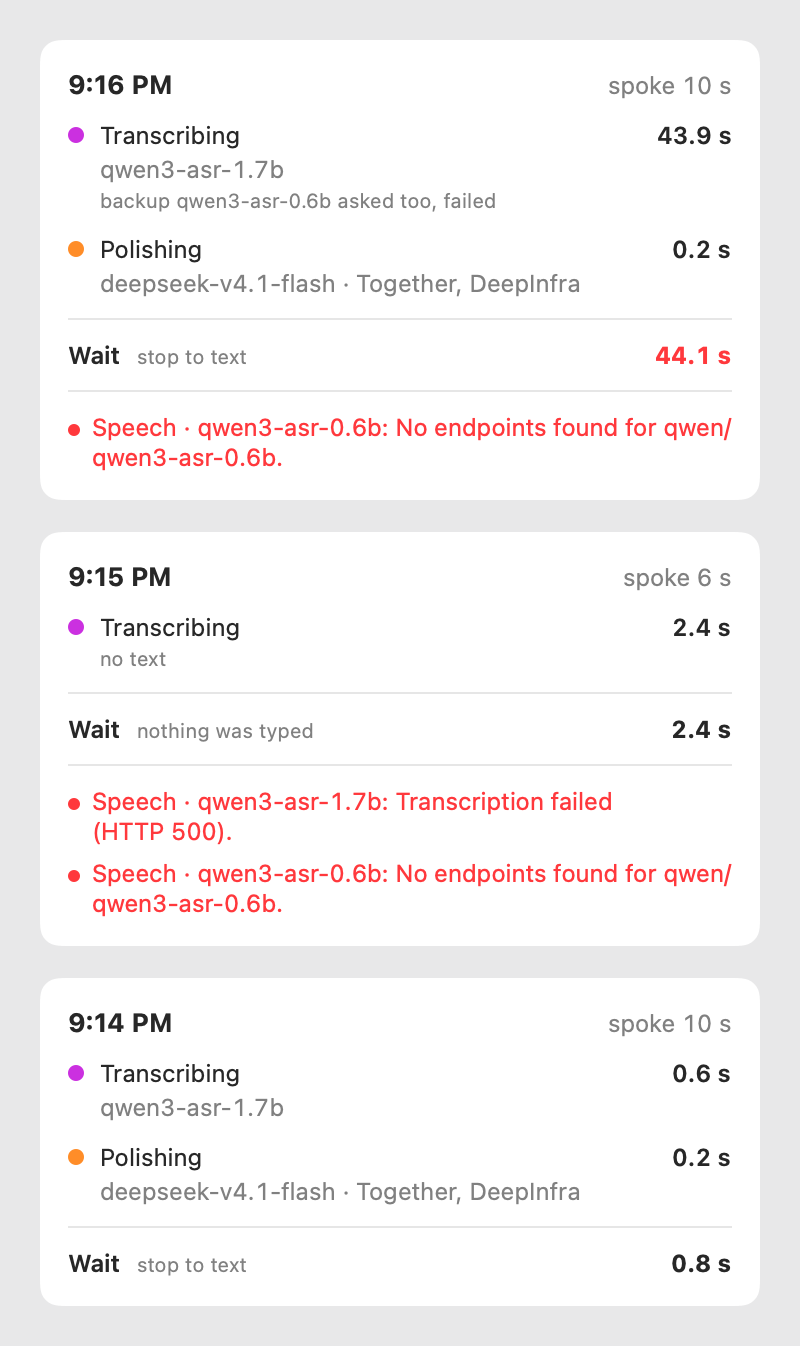 9:16 PM spoke 10 s
Transcribing 43.9 s
qwen3-asr-1.7b
backup qwen3-asr-0.6b asked too, failed
Polishing 0.2 s
deepseek-v4.1-flash · Together, DeepInfra
Wait stop to text 44.1 s
Speech · qwen3-asr-0.6b: No endpoints found for qwen/
qwen3-asr-0.6b.
9:15 PM spoke 6 s
Transcribing 2.4 s
no text
Wait nothing was typed 2.4 s
Speech · qwen3-asr-1.7b: Transcription failed
(HTTP 500).
Speech · qwen3-asr-0.6b: No endpoints found for qwen/
qwen3-asr-0.6b.
9:14 PM spoke 10 s
Transcribing 0.6 s
qwen3-asr-1.7b
Polishing 0.2 s
deepseek-v4.1-flash · Together, DeepInfra
Wait stop to text 0.8 s